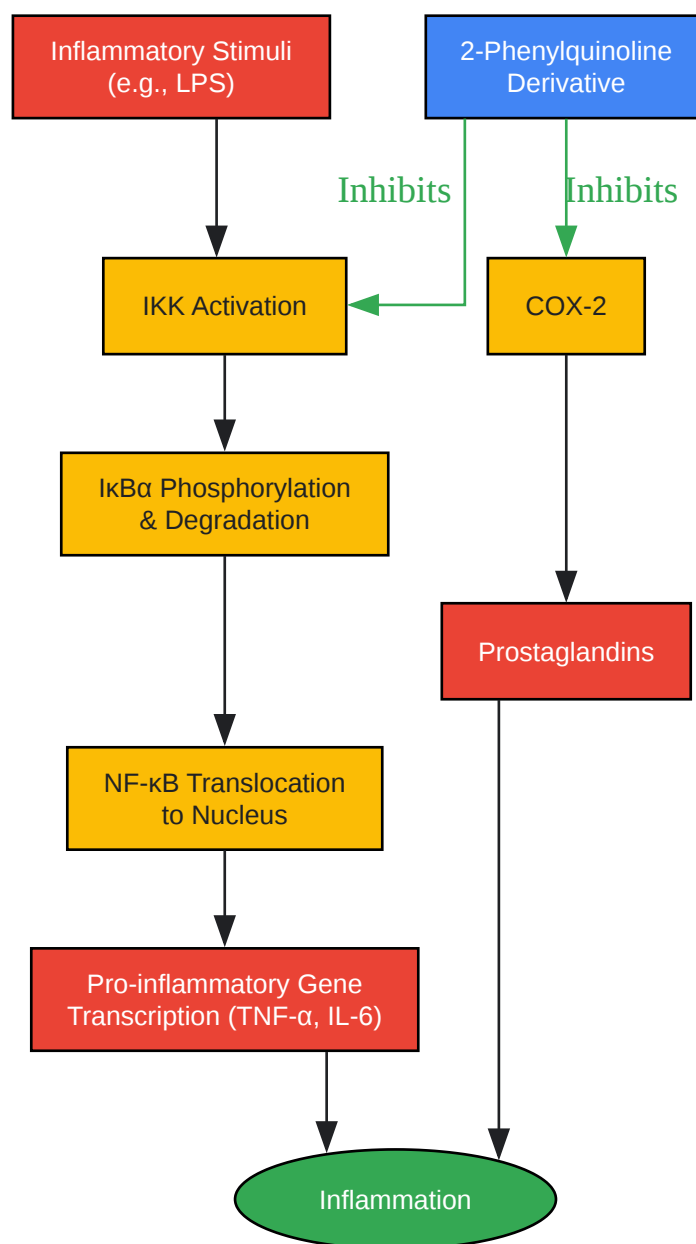 Inflammatory Stimuli
(e.g., LPS)
2-Phenylquinoline
Derivative
Inhibits
Inhibits
IKK Activation
COX-2
IκBα Phosphorylation
& Degradation
Prostaglandins
NF-κB Translocation
to Nucleus
Pro-inflammatory Gene
Transcription (TNF-α, IL-6)
Inflammation